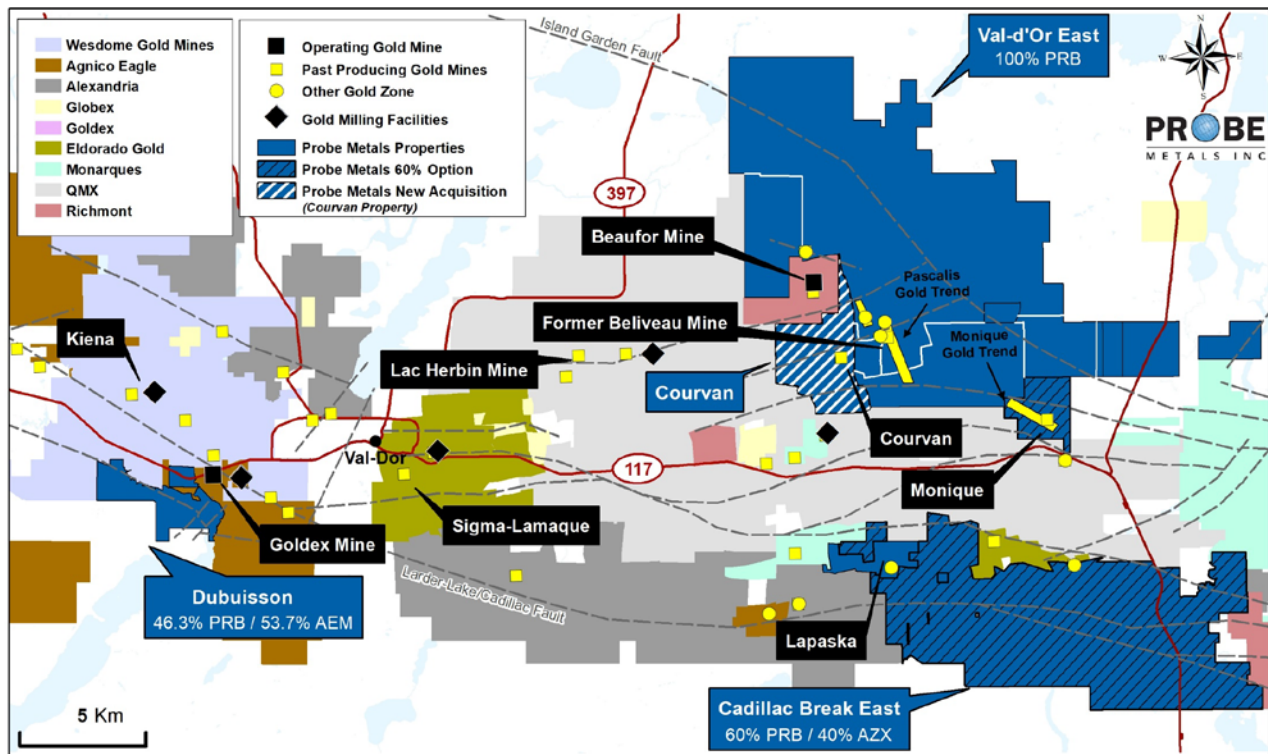 Wesdome Gold Mines
Agnico Eagle
Alexandria
Globex
Goldex
Eldorado Gold
Monarques
QMX
Richmont
Operating Gold Mine
Past Producing Gold Mines
Other Gold Zone
Gold Milling Facilities
Probe Metals Properties
Probe Metals 60% Option
Probe Metals New Acquisition
(Courvan Property)
Island Garden Fault
Val-d'Or East
100% PRB
N
W
E
S
PROBE
METALS INC
397
Beaufor Mine
Pascalis
Gold Trend
Former Beliveau Mine
Monique
Gold Trend
Kiena
Lac Herbin Mine
Courvan
Courvan
Val-Dor
117
Monique
Sigma-Lamaque
Goldex Mine
Dubuisson
46.3% PRB / 53.7% AEM
Larder-Lake/Cadillac Fault
Lapaska
Cadillac Break East
60% PRB / 40% AZX
5 Km